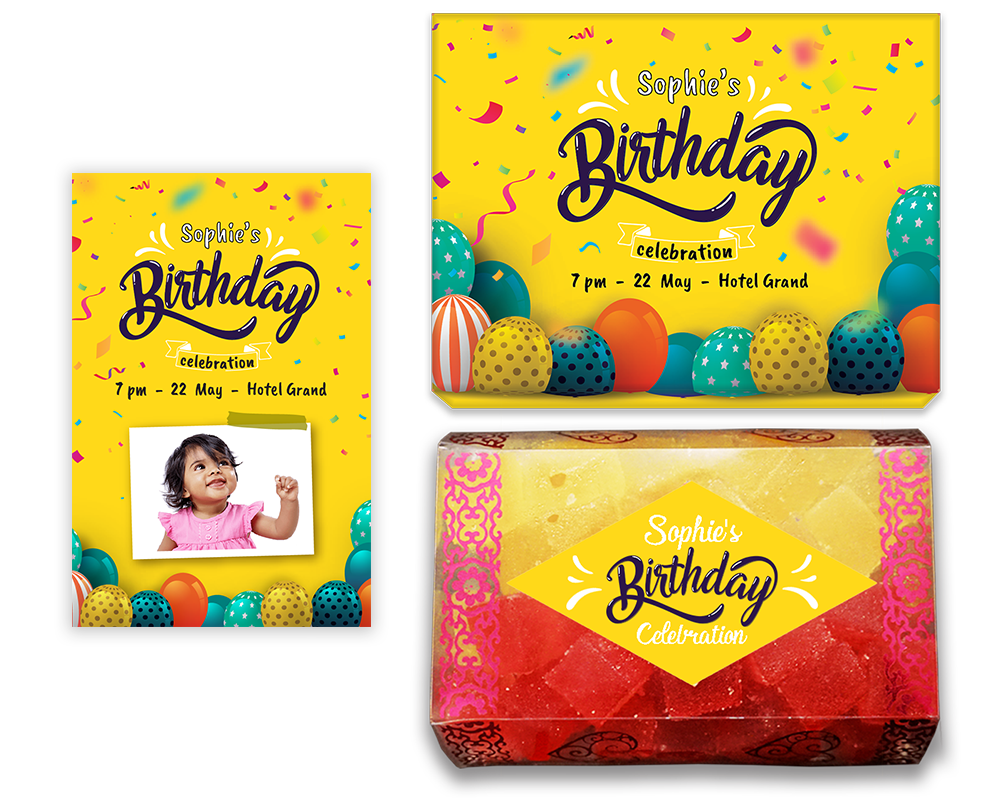 Sophie's
Birthday
celebration
7 pm - 22 May - Hotel Grand
Sophie's
Birthday
celebration
7 pm - 22 May - Hotel Grand
Sophie's
Birthday
Celebration